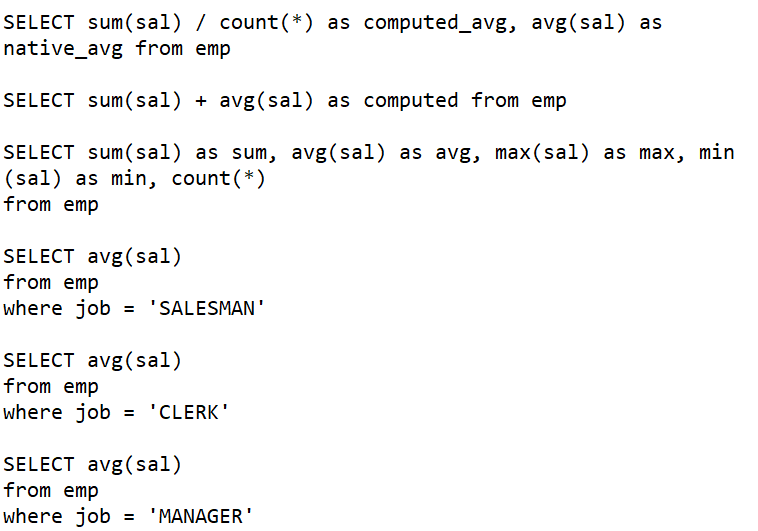 SELECT sum(sal) / count(*) as computed_avg, avg(sal) as
native_avg from emp
SELECT sum(sal) + avg(sal) as computed from emp
SELECT sum(sal) as sum, avg(sal) as avg, max(sal) as max, min
(sal) as min, count(*)
from emp
SELECT avg(sal)
from emp
where job = 'SALESMAN'
SELECT avg(sal)
from emp
where job = 'CLERK'
SELECT avg(sal)
from emp
where job = 'MANAGER'